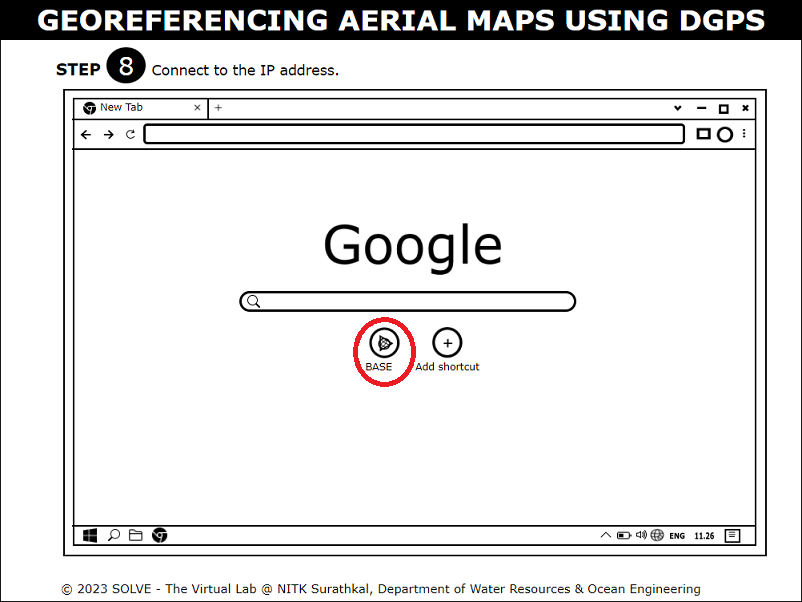 GEOREFERENCING AERIAL MAPS USING DGPS
STEP 8 Connect to the IP address.
New Tab
Google
BASE Add shortcut
ENG 11.26
© 2023 SOLVE - The Virtual Lab @ NITK Surathkal, Department of Water Resources & Ocean Engineering